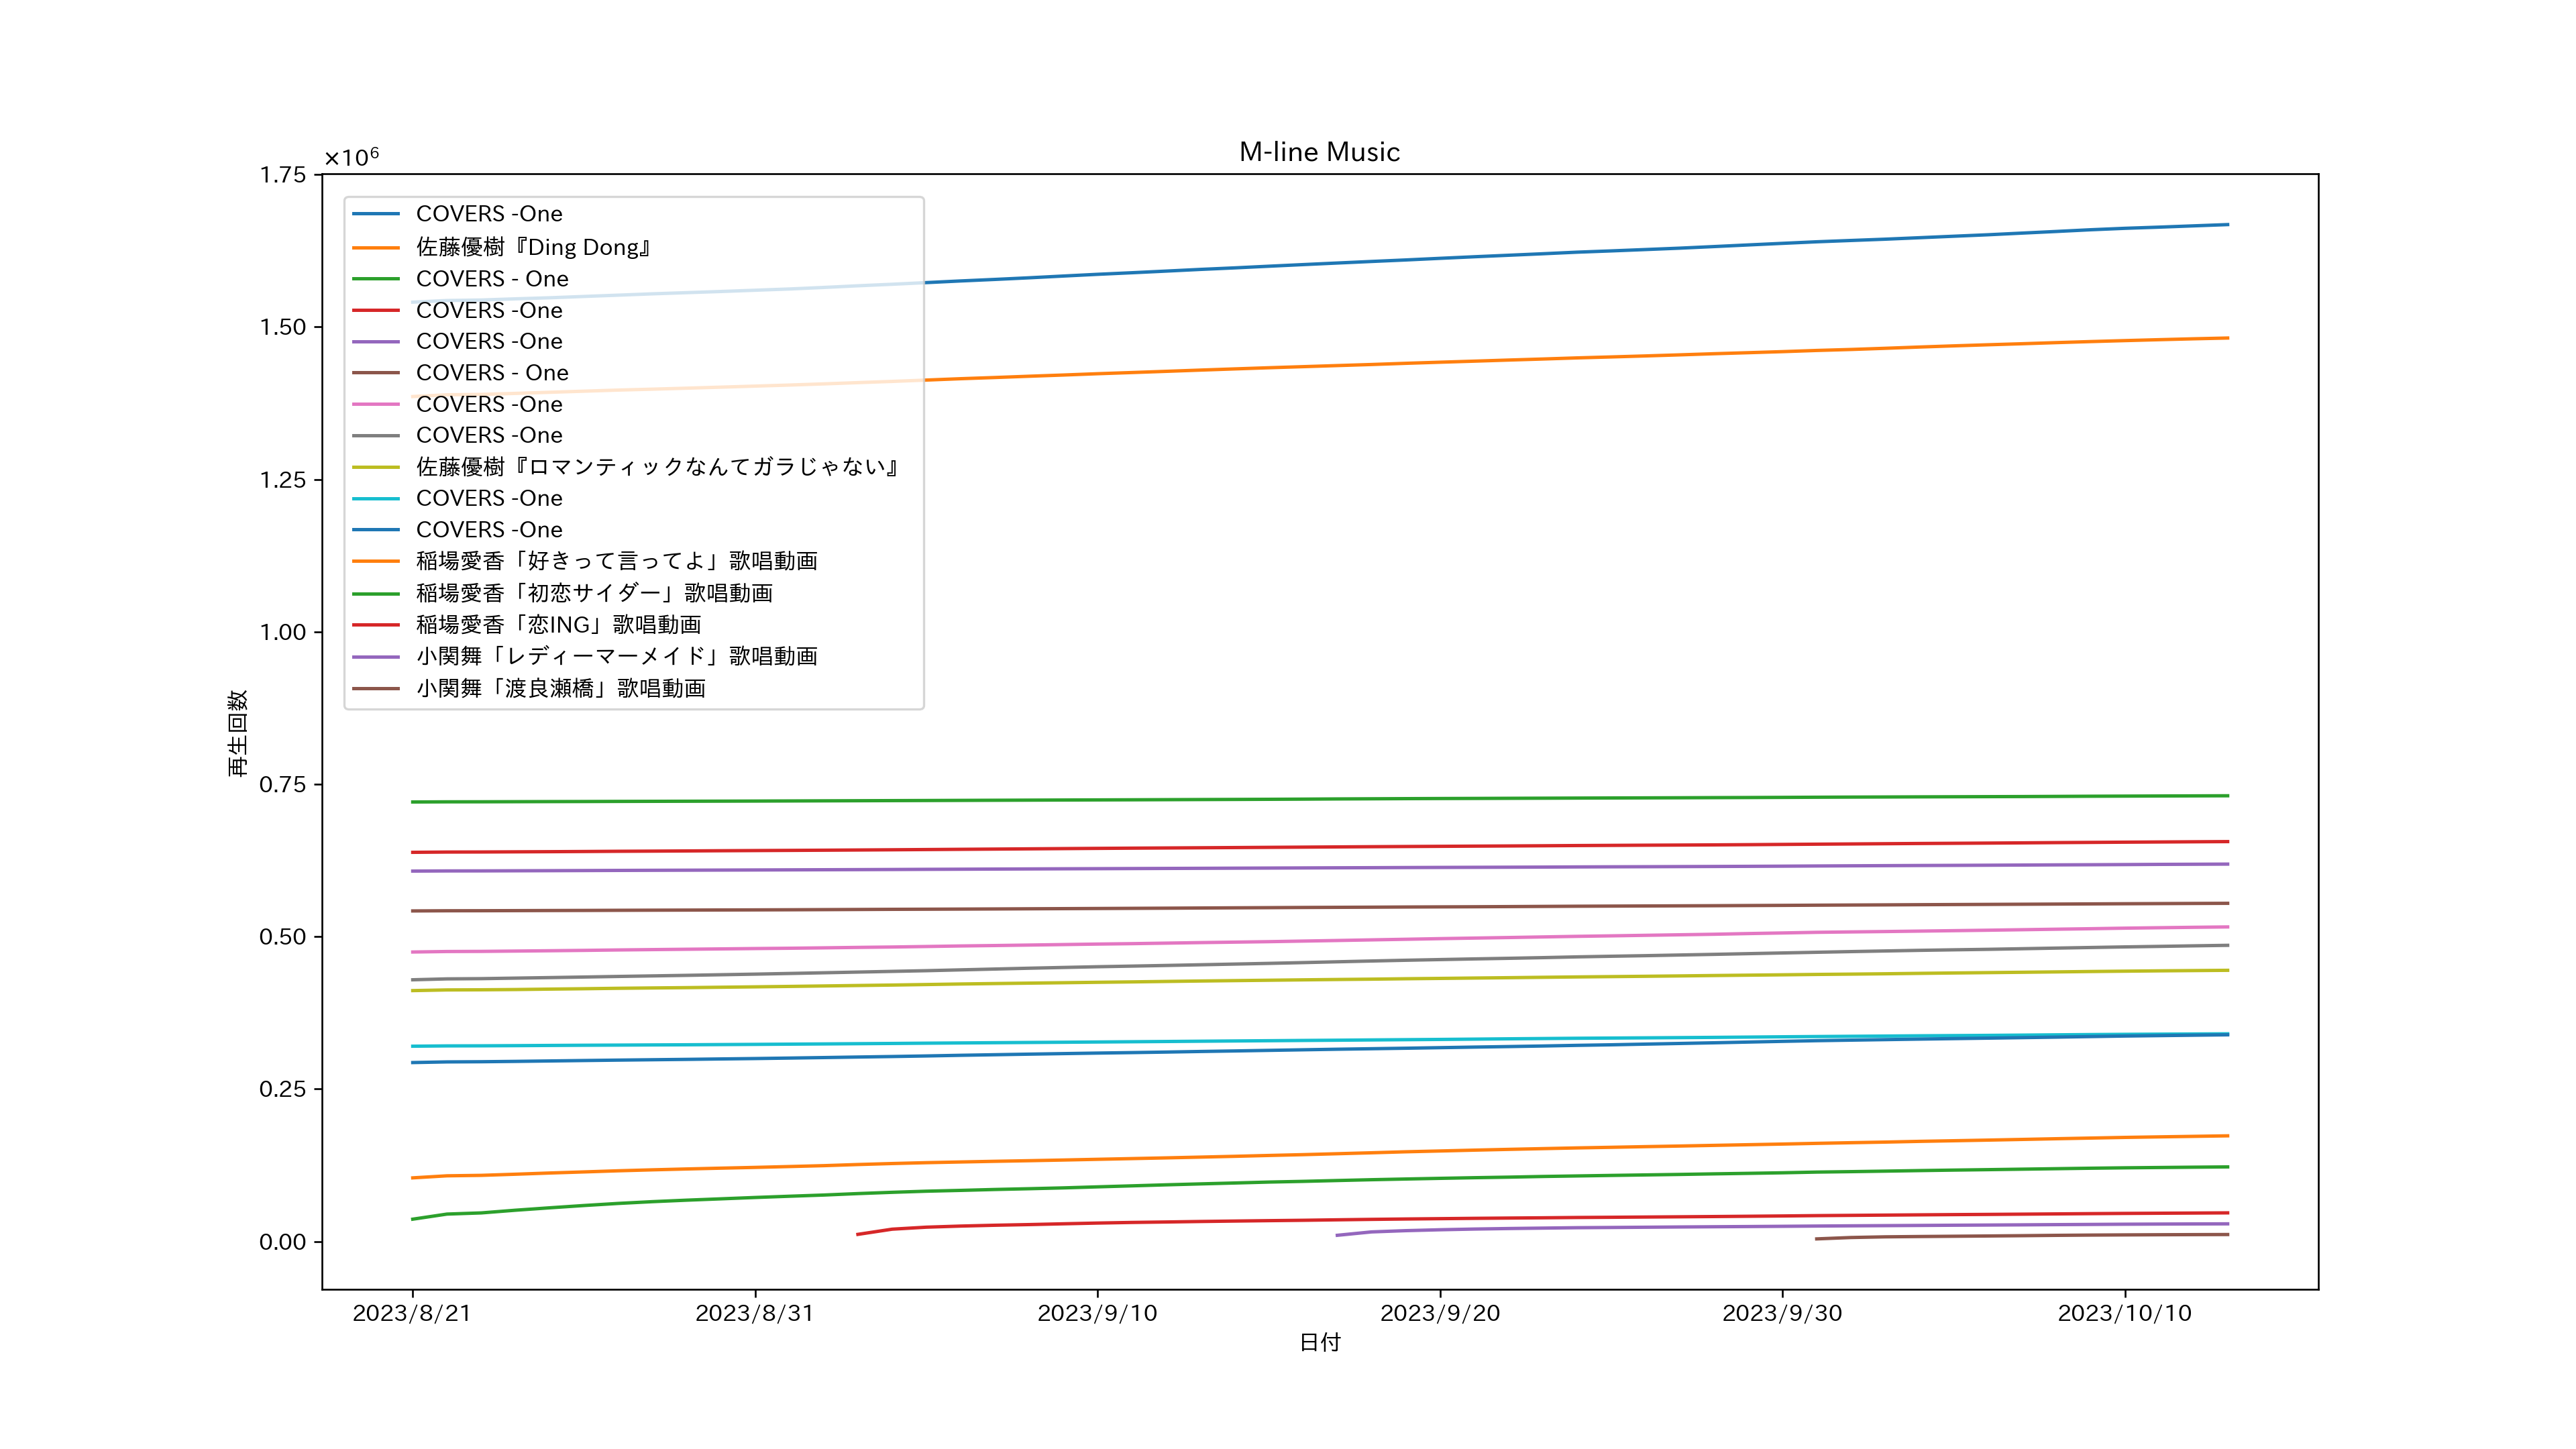 M-line Music
×10⁶
1.75
1.50
1.25
1.00
0.75
0.50
0.25
0.00
再生回数
COVERS -One
佐藤優樹『Ding Dong』
COVERS - One
COVERS -One
COVERS -One
COVERS - One
COVERS -One
COVERS -One
佐藤優樹『ロマンティックなんてガラじゃない』
COVERS -One
COVERS -One
稲場愛香「好きって言ってよ」歌唱動画
稲場愛香「初恋サイダー」歌唱動画
稲場愛香「恋ING」歌唱動画
小関舞「レディーマーメイド」歌唱動画
小関舞「渡良瀬橋」歌唱動画
2023/8/21
2023/8/31
2023/9/10
2023/9/20
2023/9/30
2023/10/10
日付